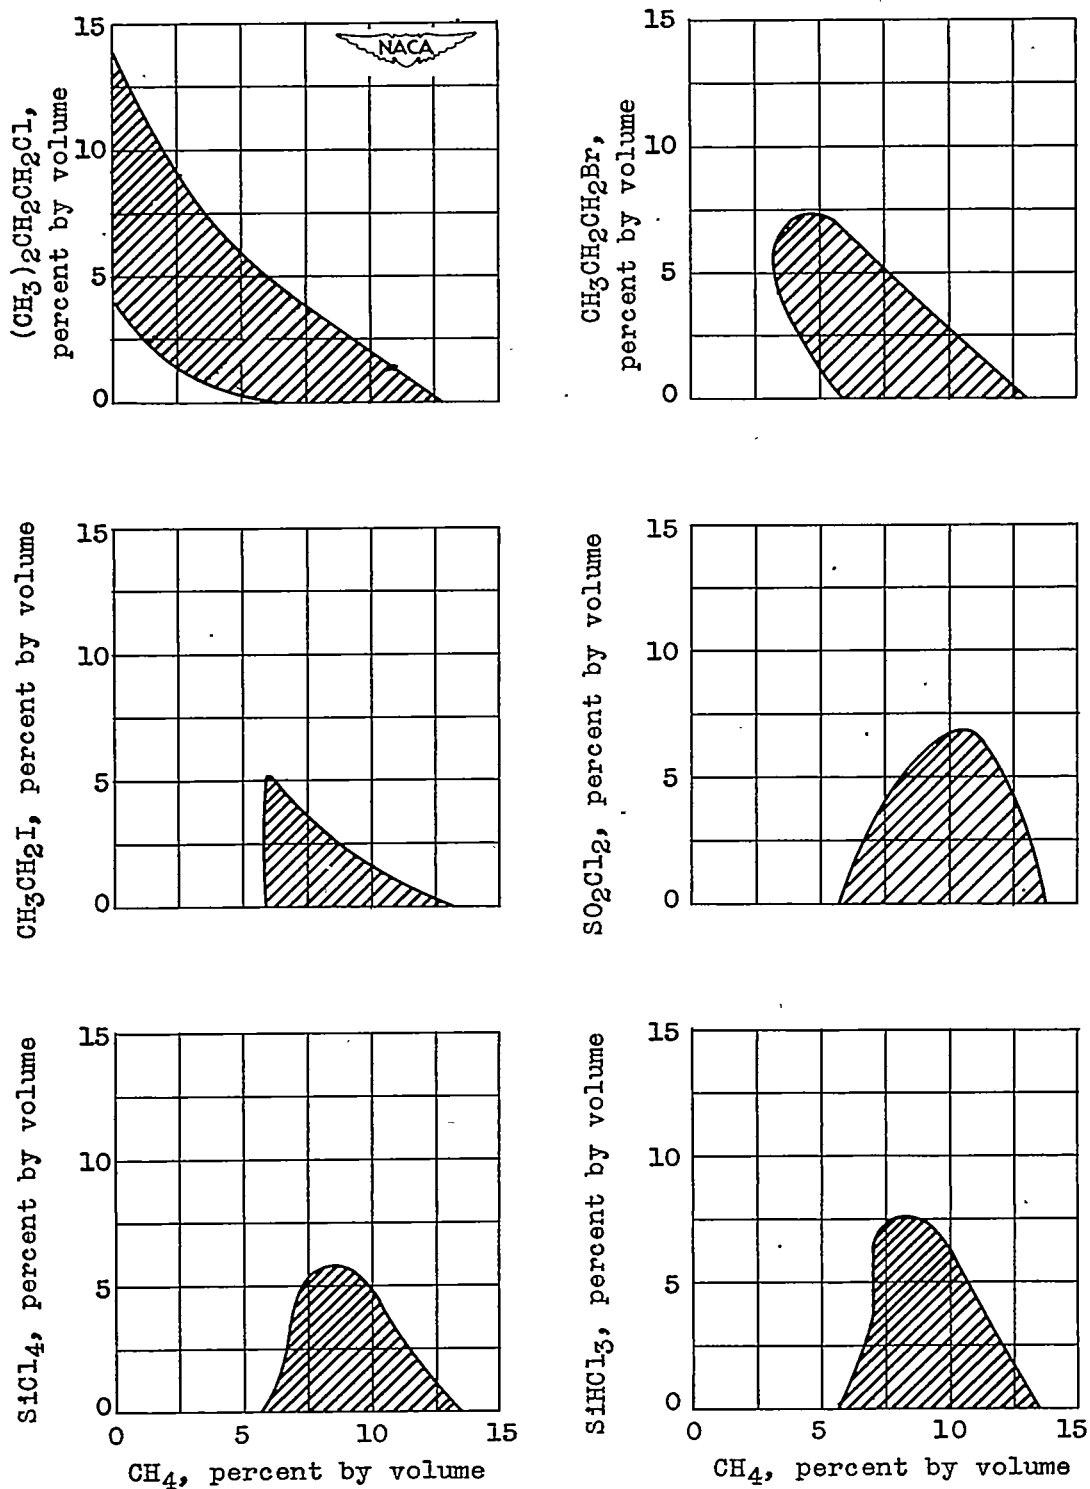 NACA
(CH3)2CH2CH2Cl,
percent by volume
15
10
5
0
CH3CH2CH2Br,
percent by volume
15
10
5
0
CH3CH2I, percent by volume
15
10
5
0
SO2Cl2, percent by volume
15
10
5
0
SiCl4, percent by volume
15
10
5
0
0 5 10 15
CH4, percent by volume
SiHCl3, percent by volume
15
10
5
0
0 5 10 15
CH4, percent by volume